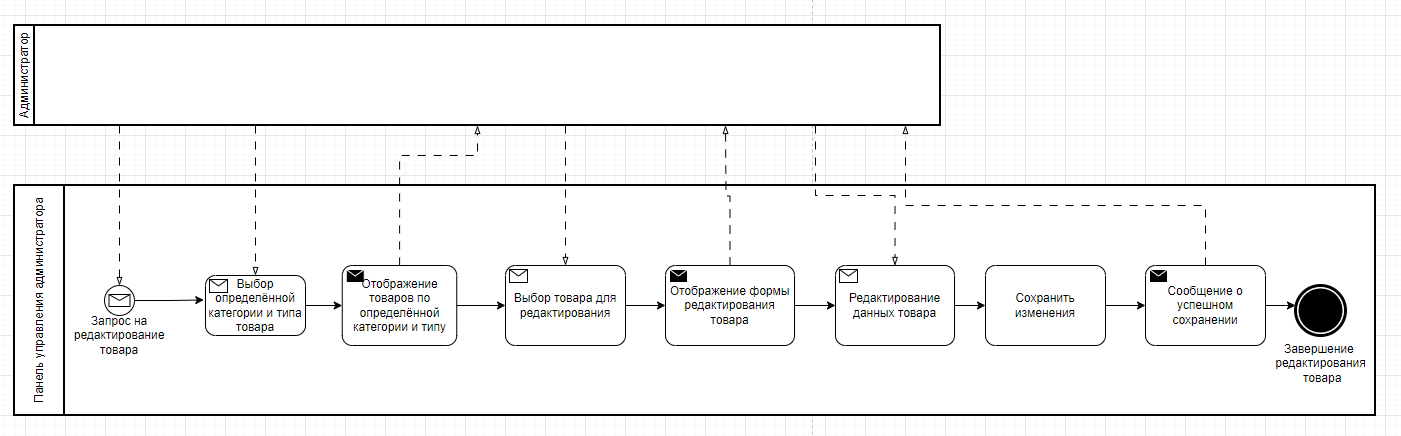 Администратор
Панель управления администратора
Запрос на
редактирование
товара
Выбор
определённой
категории и типа
товара
Отображение
товаров по
определённой
категории и типу
Выбор товара для
редактирования
Отображение формы
редактирования
товара
Редактирование
данных товара
Сохранить
изменения
Сообщение о
успешном
сохранении
Завершение
редактирования
товара